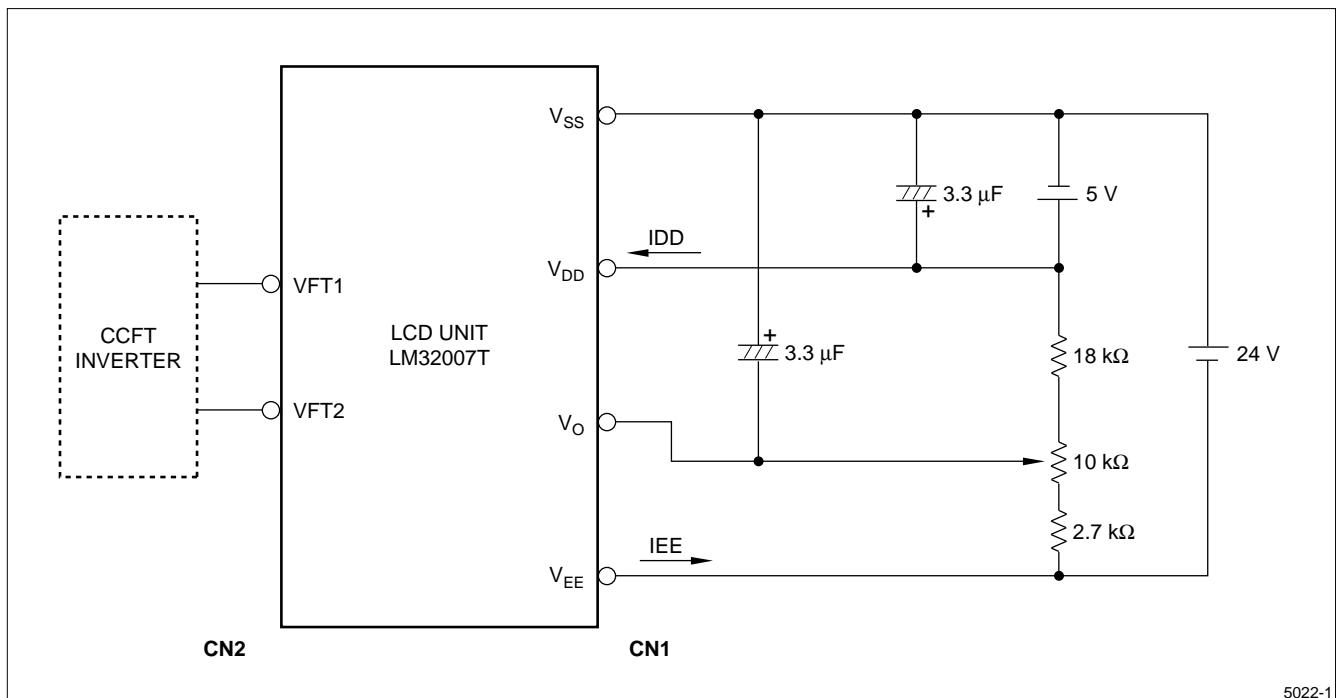 V_SS
3.3 μF
+
5 V
IDD
V_DD
VFT1
CCFT
INVERTER
LCD UNIT
LM32007T
+
3.3 μF
18 kΩ
24 V
VFT2
V_O
10 kΩ
2.7 kΩ
IEE
V_EE
CN2
CN1
5022-1